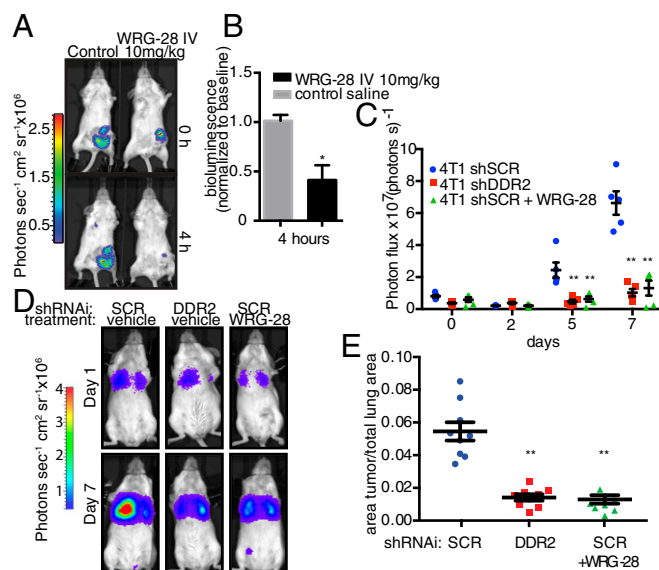 A
WRG-28 IV
Control 10mg/kg
Photons sec⁻¹ cm² sr⁻¹x10⁶
2.5
1.5
0.5
0 h
4 h
B
bioluminescence
(normalized to baseline)
1.5
1.0
0.5
0.0
WRG-28 IV 10mg/kg
control saline
*
4 hours
C
Photon flux x10⁷(photons s)⁻¹
10
8
6
4
2
0
4T1 shSCR
4T1 shDDR2
4T1 shSCR + WRG-28
** **
** **
0 2 5 7
days
D
shRNAi: SCR DDR2 SCR
treatment: vehicle vehicle WRG-28
Photons sec⁻¹ cm² sr⁻¹x10⁶
4
3
2
1
Day 1
Day 7
E
area tumor/total lung area
0.10
0.08
0.06
0.04
0.02
0.00
**
**
shRNAi: SCR DDR2 SCR
+WRG-28